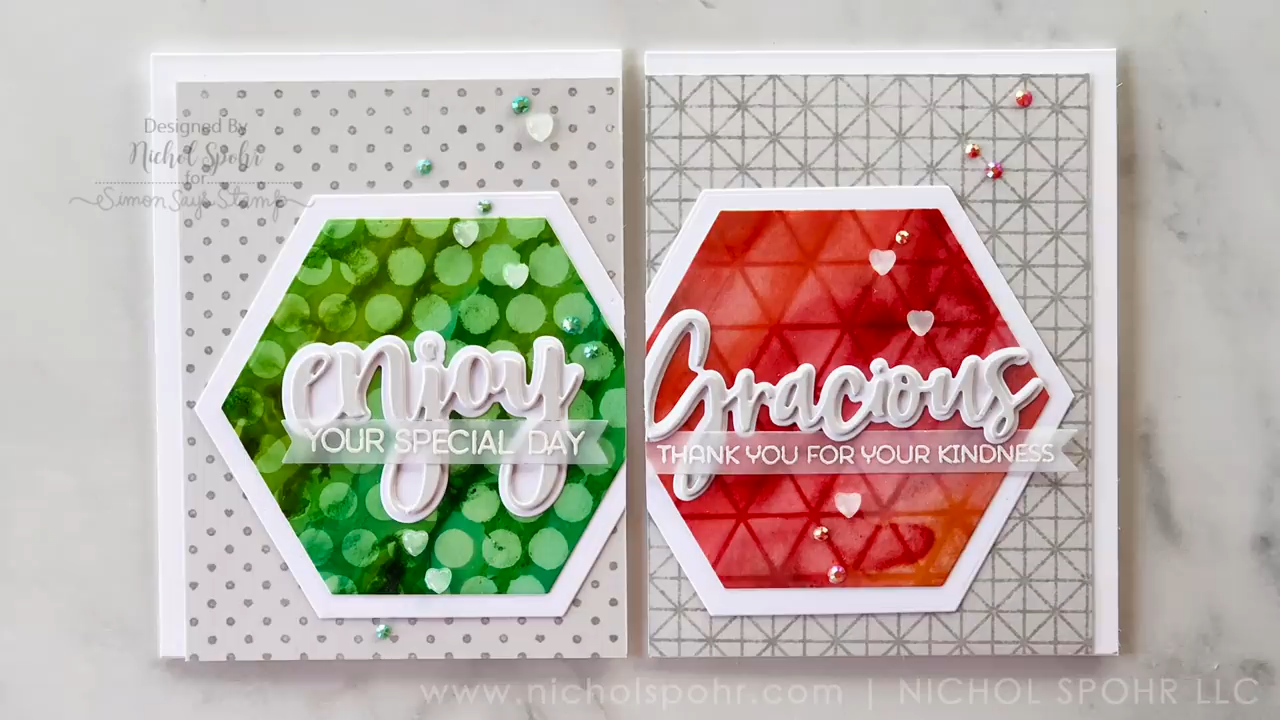 Designed By
Nichol Spohr
for
Simon Says Stamp
enjoy
YOUR SPECIAL DAY
Gracious
THANK YOU FOR YOUR KINDNESS
www.nicholspohr.com | NICHOL SPOHR LLC